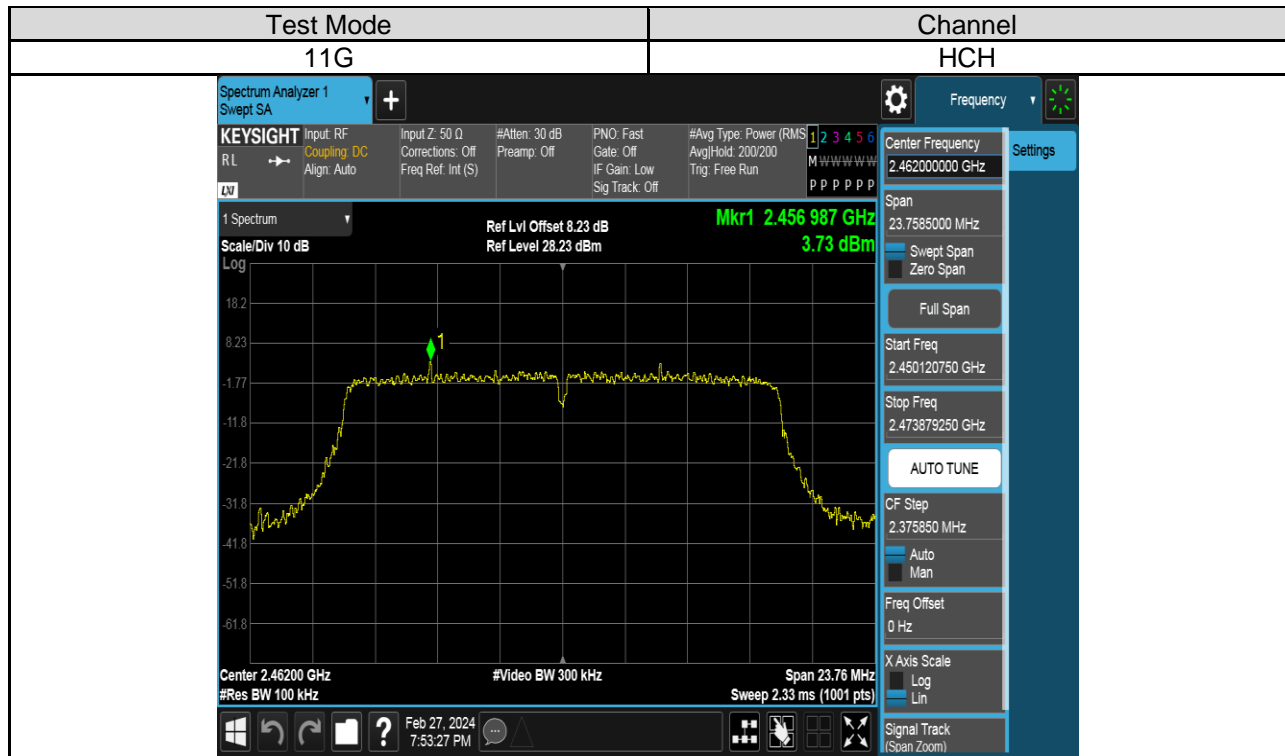 Test Mode Channel
11G HCH
Spectrum Analyzer 1
Swept SA
Frequency
KEYSIGHT
RL
LXI
Input: RF
Coupling: DC
Align: Auto
Input Z: 50 Ω
Corrections: Off
Freq Ref: Int (S)
#Atten: 30 dB
Preamp: Off
PNO: Fast
Gate: Off
IF Gain: Low
Sig Track: Off
#Avg Type: Power (RMS
Avg|Hold: 200/200
Trig: Free Run
1 2 3 4 5 6
M W W W W W
P P P P P P
1 Spectrum
Scale/Div 10 dB
Ref Lvl Offset 8.23 dB
Ref Level 28.23 dBm
Mkr1 2.456 987 GHz
3.73 dBm
Log
18.2
8.23
-1.77
-11.8
-21.8
-31.8
-41.8
-51.8
-61.8
1
Center 2.46200 GHz
#Res BW 100 kHz
#Video BW 300 kHz
Span 23.76 MHz
Sweep 2.33 ms (1001 pts)
Feb 27, 2024
7:53:27 PM
Center Frequency
2.462000000 GHz
Settings
Span
23.7585000 MHz
Swept Span
Zero Span
Full Span
Start Freq
2.450120750 GHz
Stop Freq
2.473879250 GHz
AUTO TUNE
CF Step
2.375850 MHz
Auto
Man
Freq Offset
0 Hz
X Axis Scale
Log
Lin
Signal Track
(Span Zoom)